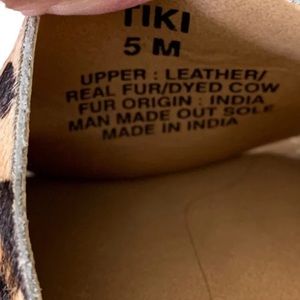 TIKI
5 M
UPPER : LEATHER/
REAL FUR/DYED COW
FUR ORIGIN : INDIA
MAN MADE OUT SOLE
MADE IN INDIA